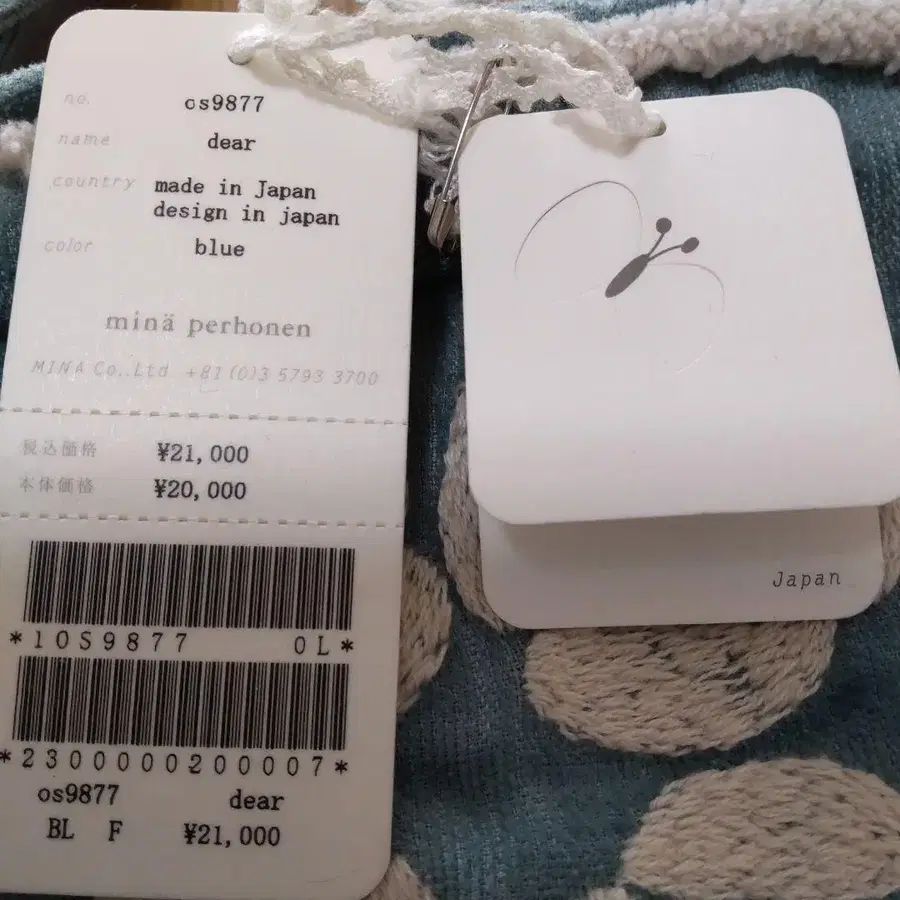 no. os9877
name dear
country made in Japan
design in japan
color blue
minä perhonen
MINA Co.,Ltd +81(0)3 5793 3700
税込価格 ¥21,000
本体価格 ¥20,000
*1OS9877 0L*
*2300000200007*
os9877 dear
BL F ¥21,000
Japan